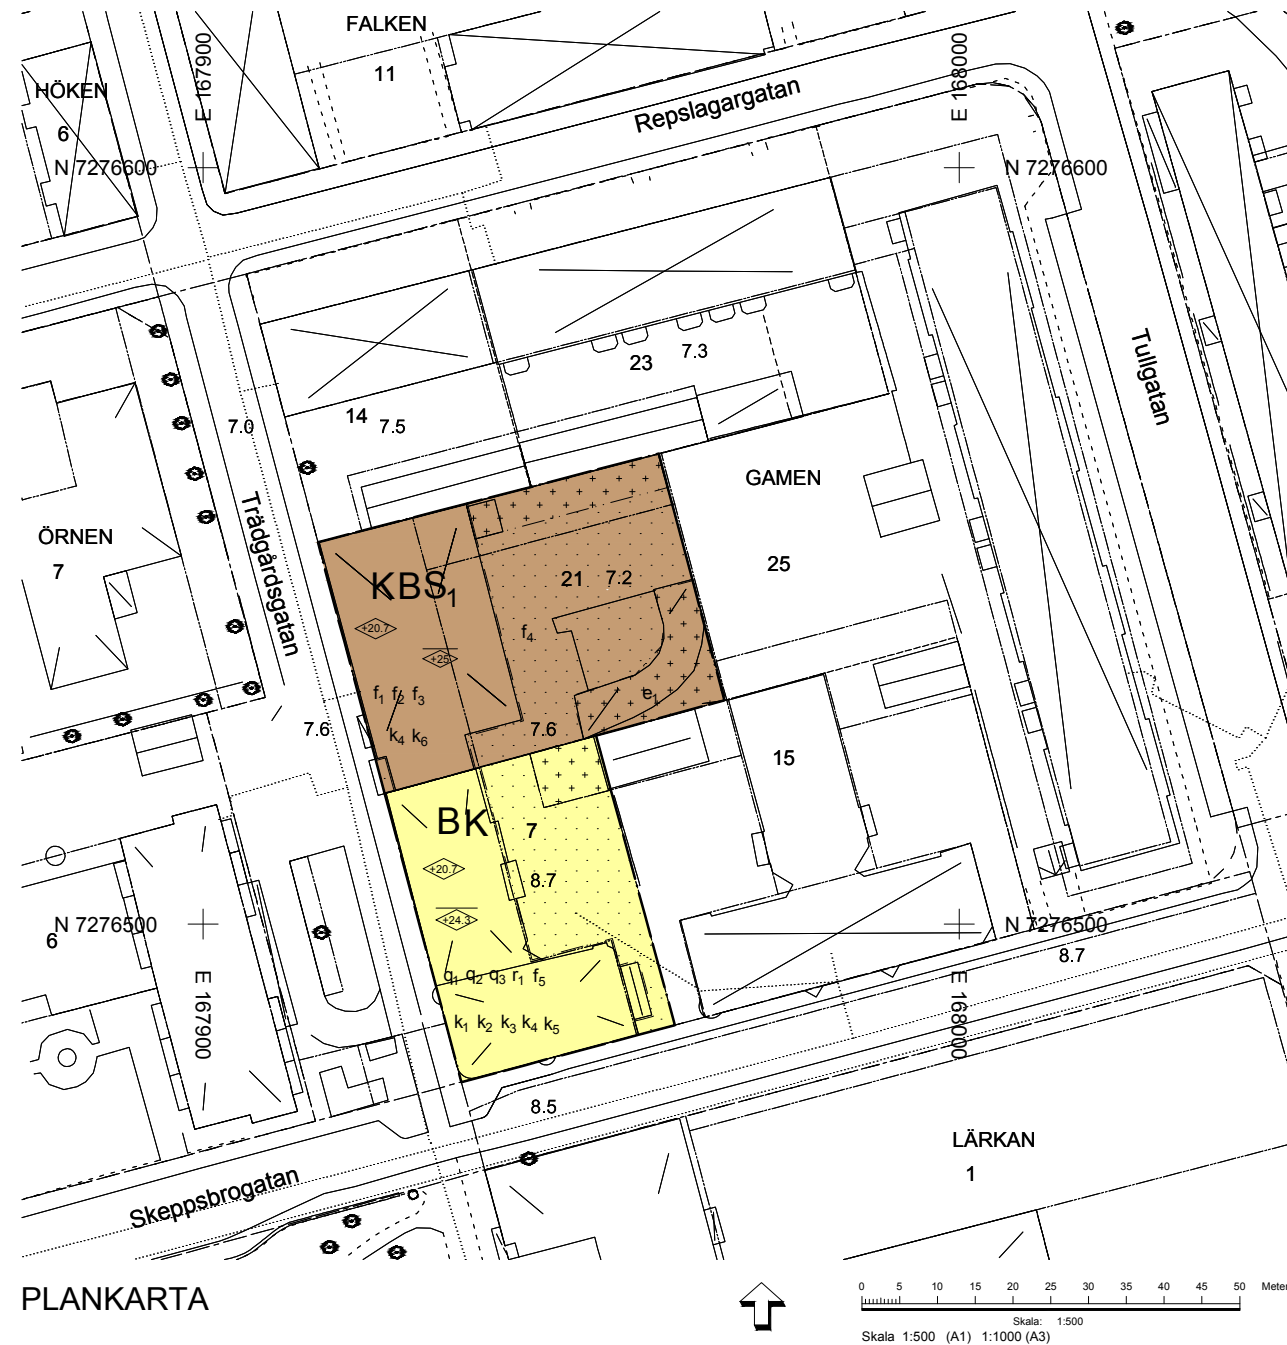 FALKEN
11
E 167900
E 168000
HÖKEN
6
Repslagargatan
N 7276600
N 7276600
Tullgatan
23 7.3
14 7.5
7.0
GAMEN
Trädgårdsgatan
ÖRNEN
7
25
21 7.2
KBS1
+20.7
f4
+25
f1 f2 f3
e1
7.6
k4 k6
7.6
15
BK
7
+20.7
8.7
+24.3
N 7276500
6
N 7276500
8.7
E 167900
E 168000
q1 q2 q3 r1 f5
k1 k2 k3 k4 k5
8.5
LÄRKAN
1
Skeppsbrogatan
PLANKARTA
0 5 10 15 20 25 30 35 40 45 50 Meter
Skala: 1:500
Skala 1:500 (A1) 1:1000 (A3)